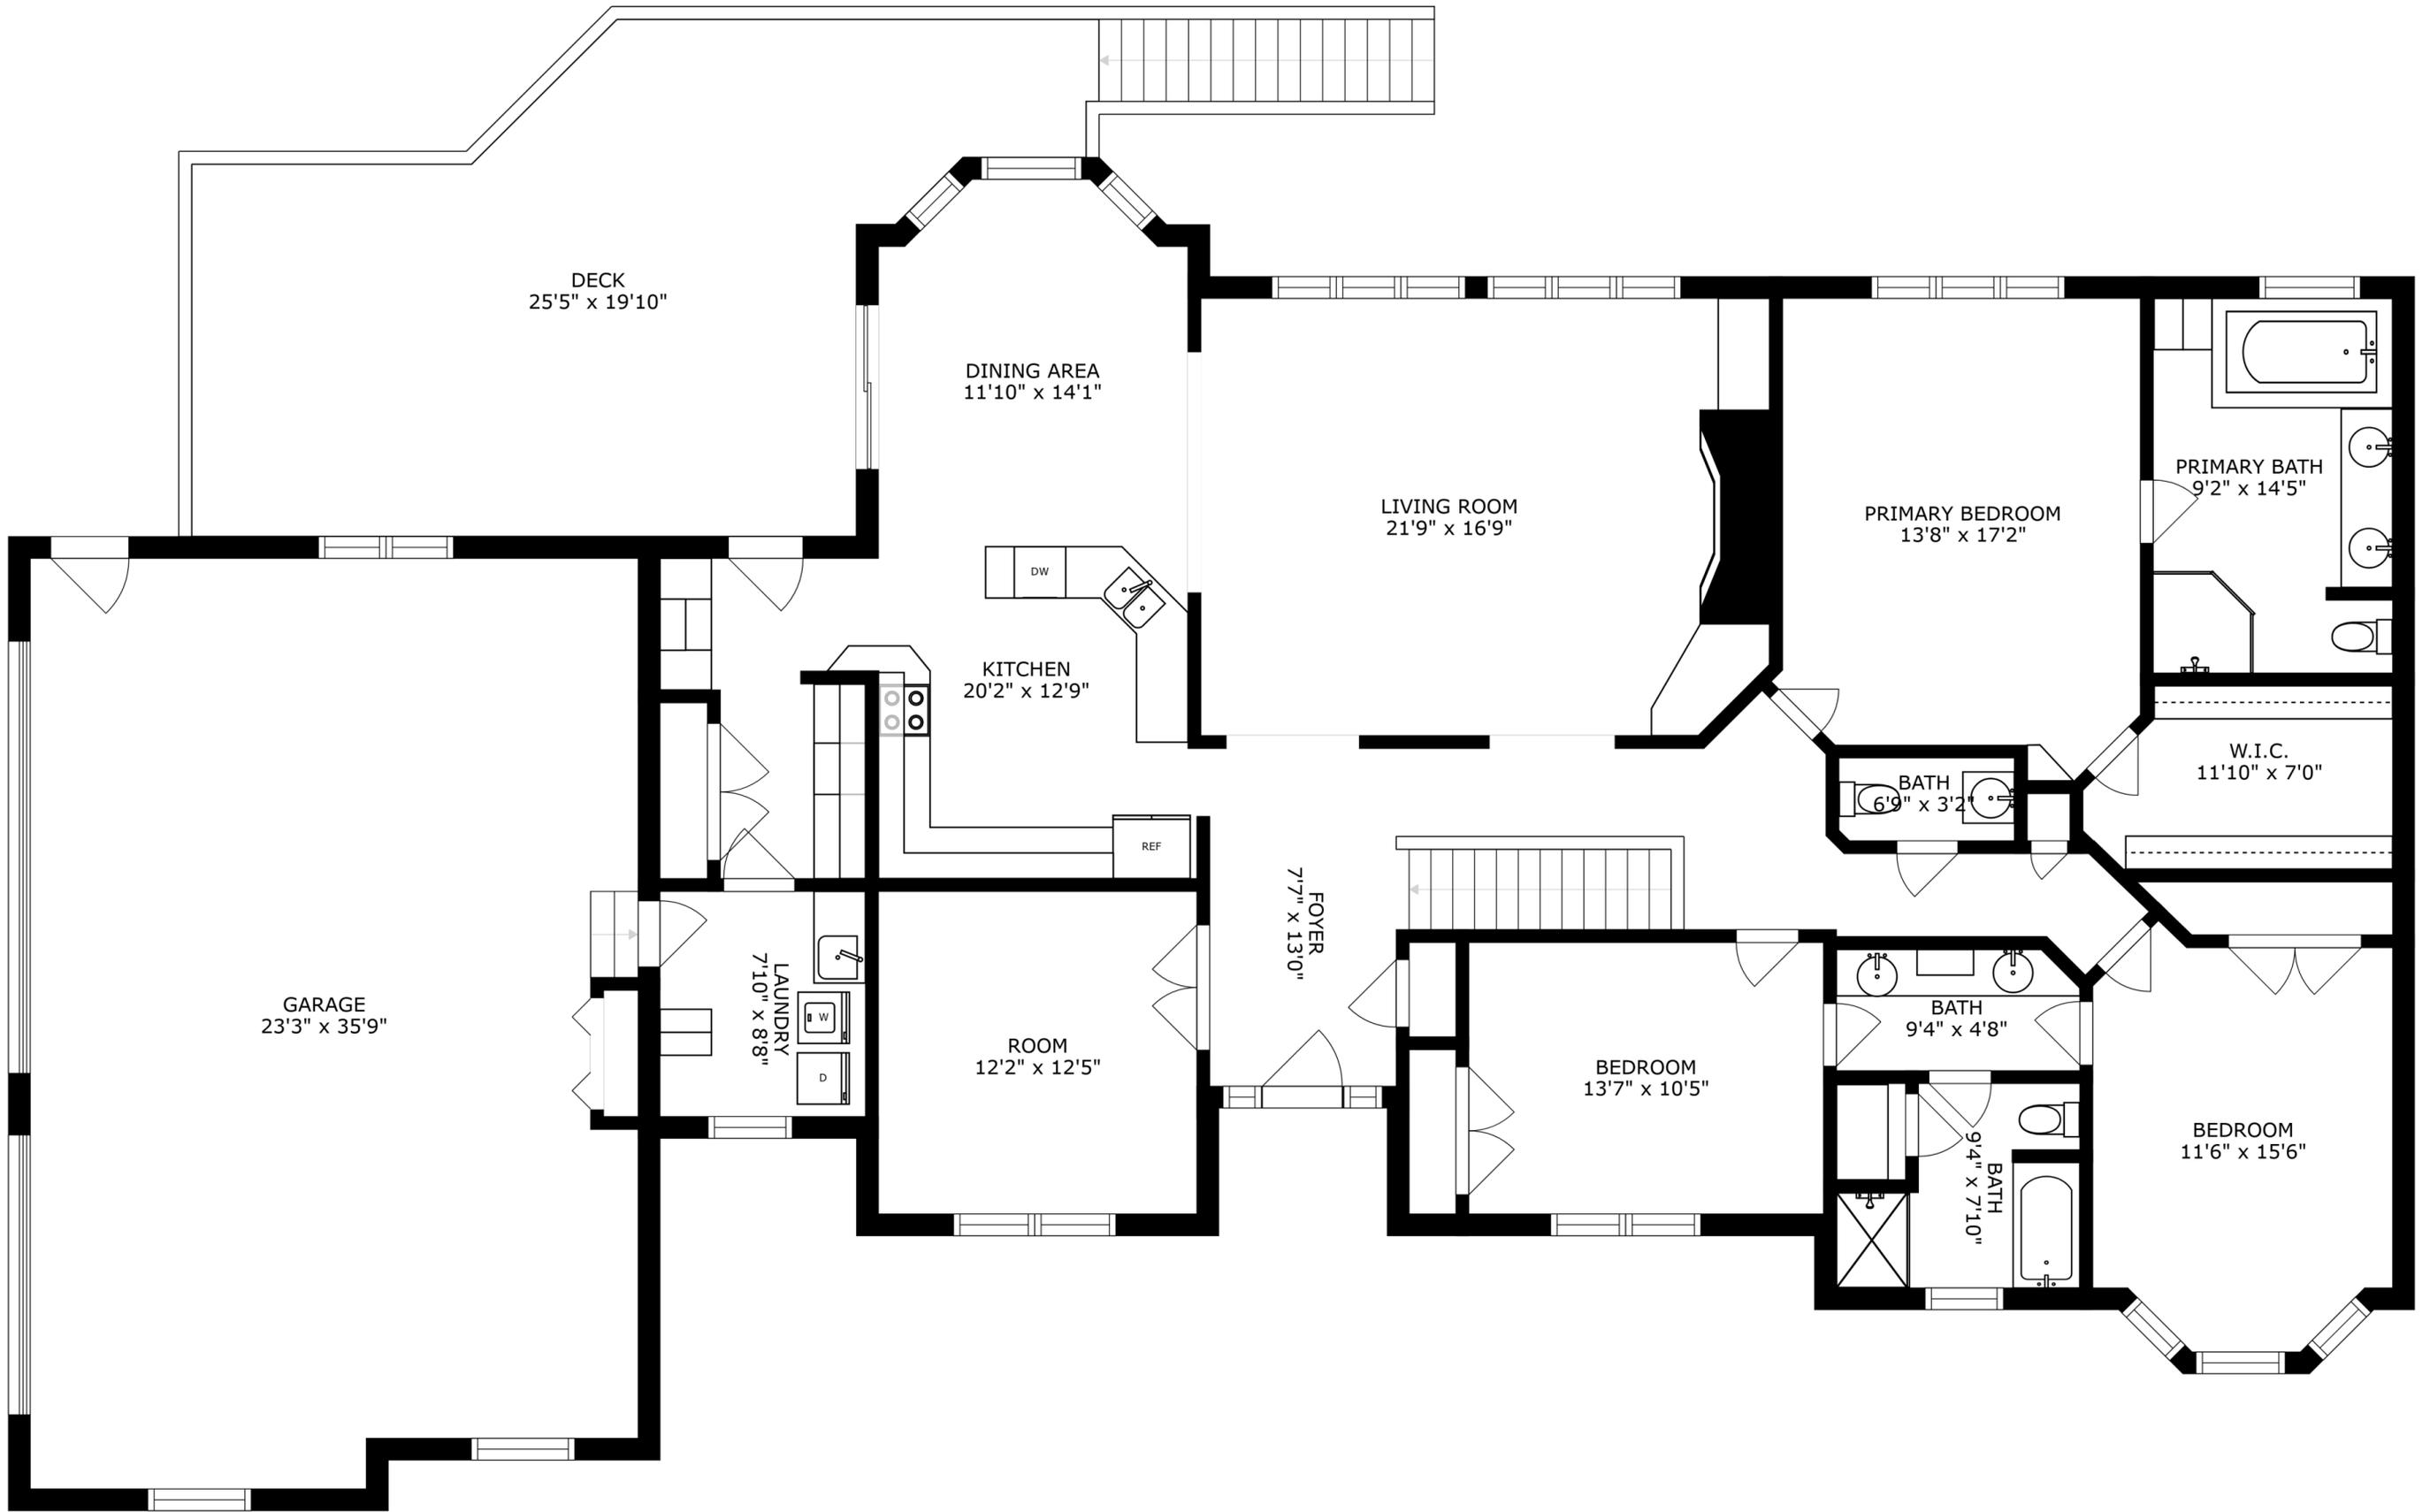 DECK
25'5" x 19'10"
DINING AREA
11'10" x 14'1"
LIVING ROOM
21'9" x 16'9"
PRIMARY BEDROOM
13'8" x 17'2"
PRIMARY BATH
9'2" x 14'5"
DW
KITCHEN
20'2" x 12'9"
W.I.C.
11'10" x 7'0"
BATH
6'9" x 3'2"
REF
FOYER
7'7" x 13'0"
GARAGE
23'3" x 35'9"
LAUNDRY
7'10" x 8'8"
W
D
ROOM
12'2" x 12'5"
BEDROOM
13'7" x 10'5"
BATH
9'4" x 4'8"
BATH
9'4" x 7'10"
BEDROOM
11'6" x 15'6"